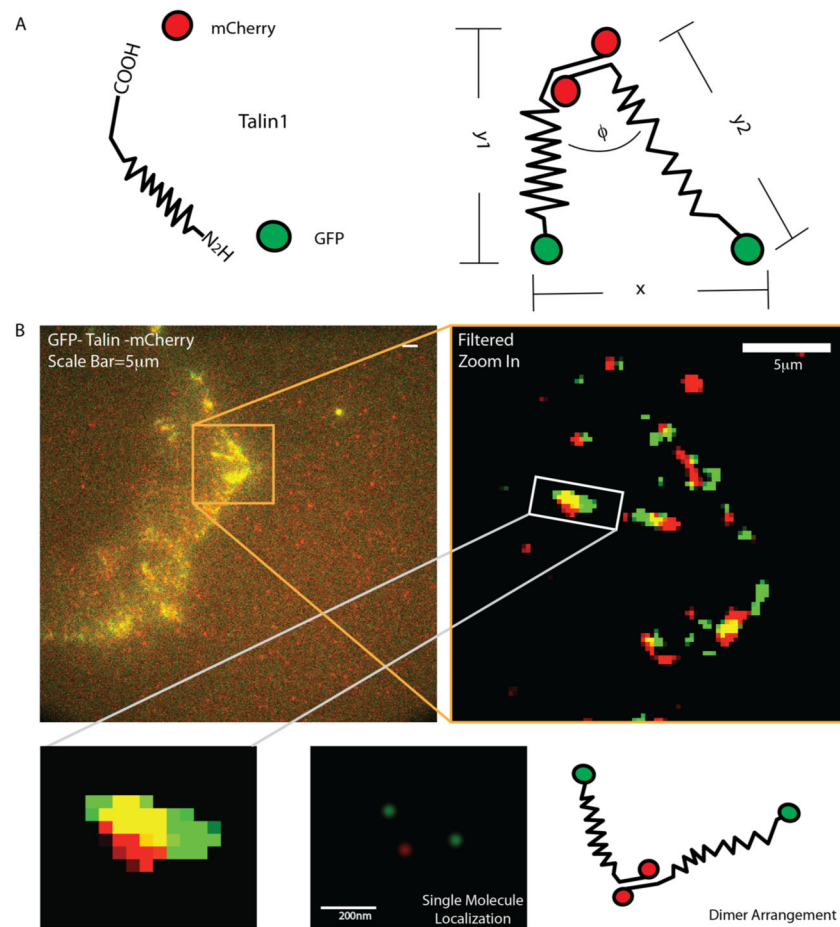 A
mCherry
COOH
Talin1
N₂H
GFP
y1
ϕ
y2
x
B
GFP- Talin -mCherry
Scale Bar=5μm
Filtered
Zoom In
5μm
200nm
Single Molecule
Localization
Dimer Arrangement